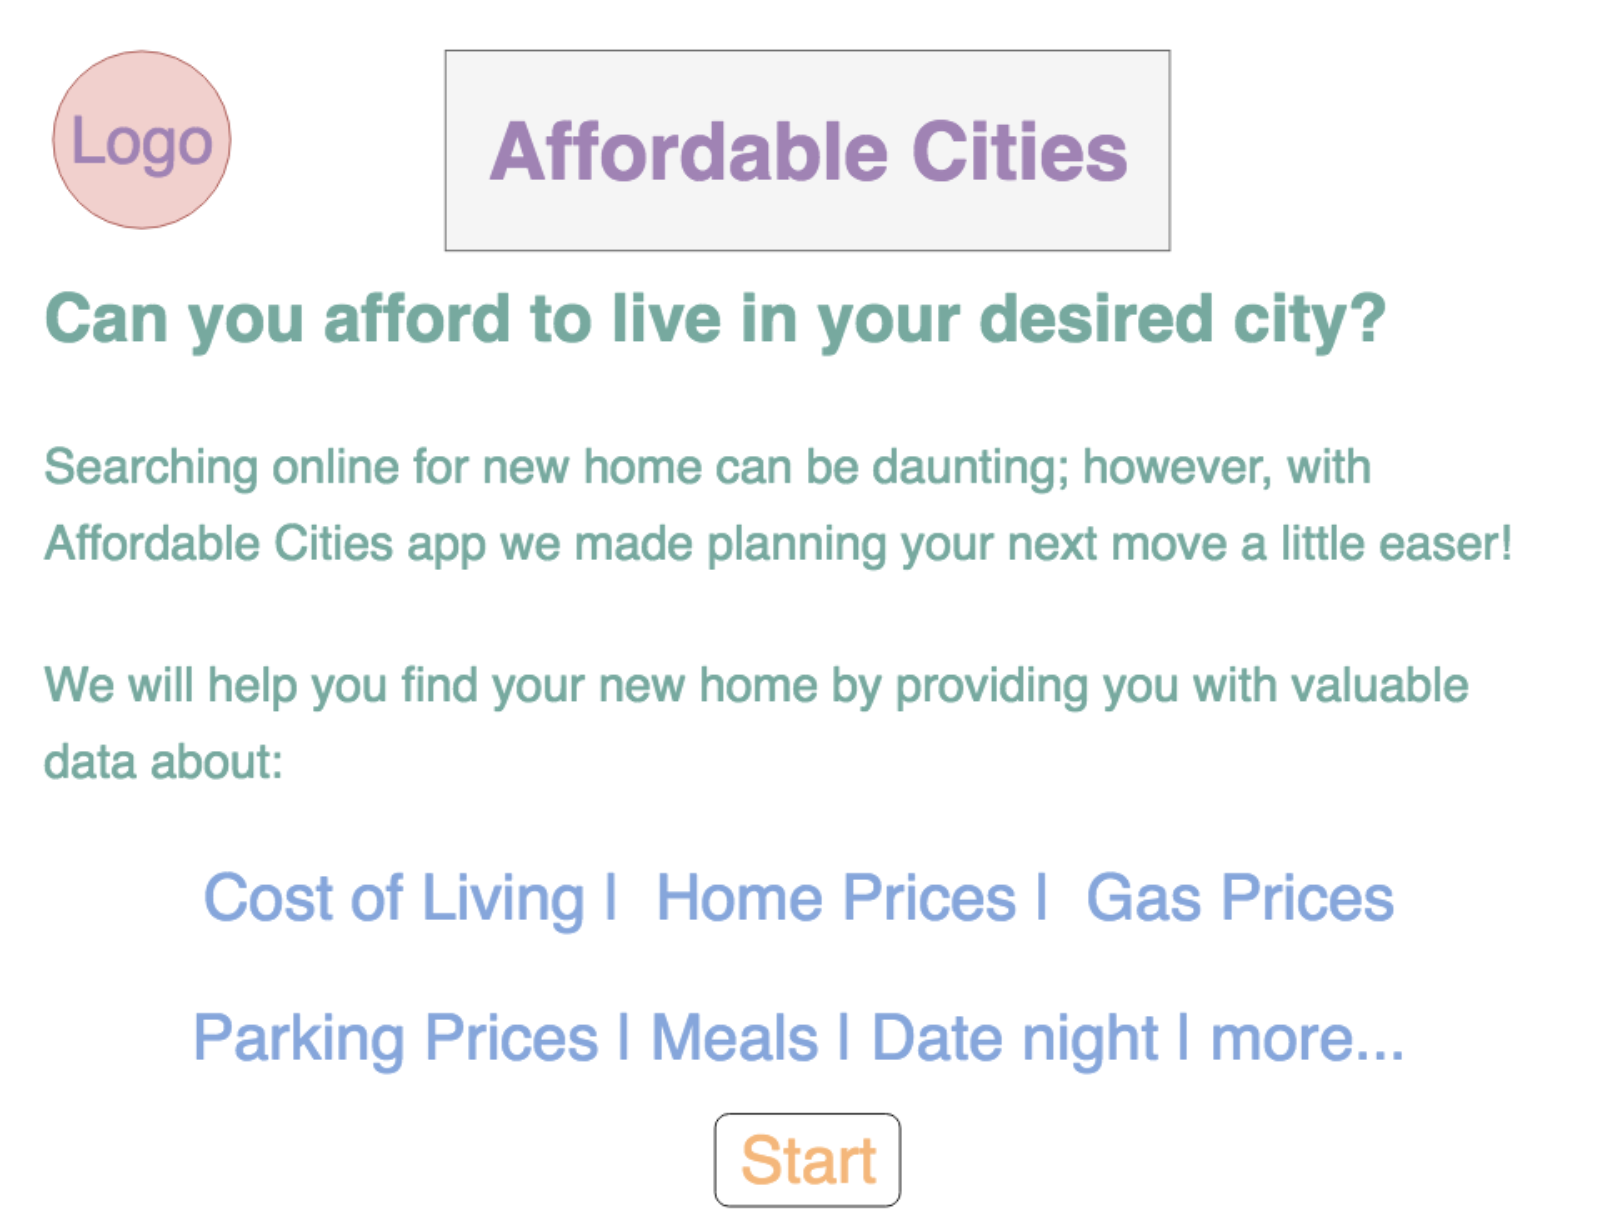 Logo
Affordable Cities
Can you afford to live in your desired city?
Searching online for new home can be daunting; however, with
Affordable Cities app we made planning your next move a little easer!
We will help you find your new home by providing you with valuable
data about:
Cost of Living | Home Prices | Gas Prices
Parking Prices | Meals | Date night | more...
Start